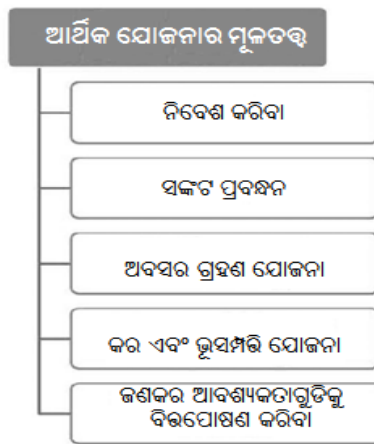 ଆର୍ଥିକ ଯୋଜନାର ମୂଳତତ୍ତ୍ୱ
ନିବେଶ କରିବା
ସଙ୍କଟ ପ୍ରବନ୍ଧନ
ଅବସର ଗ୍ରହଣ ଯୋଜନା
କର ଏବଂ ଭୂସମ୍ପତ୍ତି ଯୋଜନା
ଜଣକର ଆବଶ୍ୟକତାଗୁଡିକୁ
ବିତ୍ତପୋଷଣ କରିବା